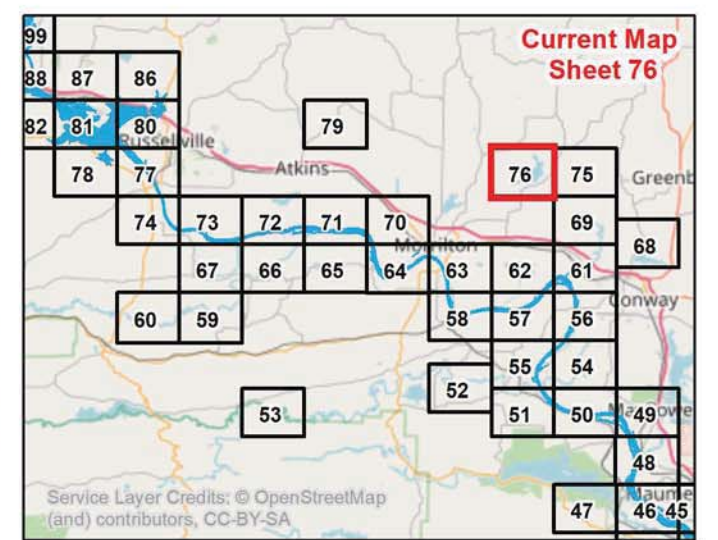 Current Map
Sheet 76
99
88 87 86
82 81 80 79
Russellville
Atkins
78 77 76 75
Greenb
74 73 72 71 70 69
Morrilton
68
67 66 65 64 63 62 61
Conway
60 59 58 57 56
55 54
52
53 51 50 49
48
Maume
47 46 45
Service Layer Credits: © OpenStreetMap
(and) contributors, CC-BY-SA